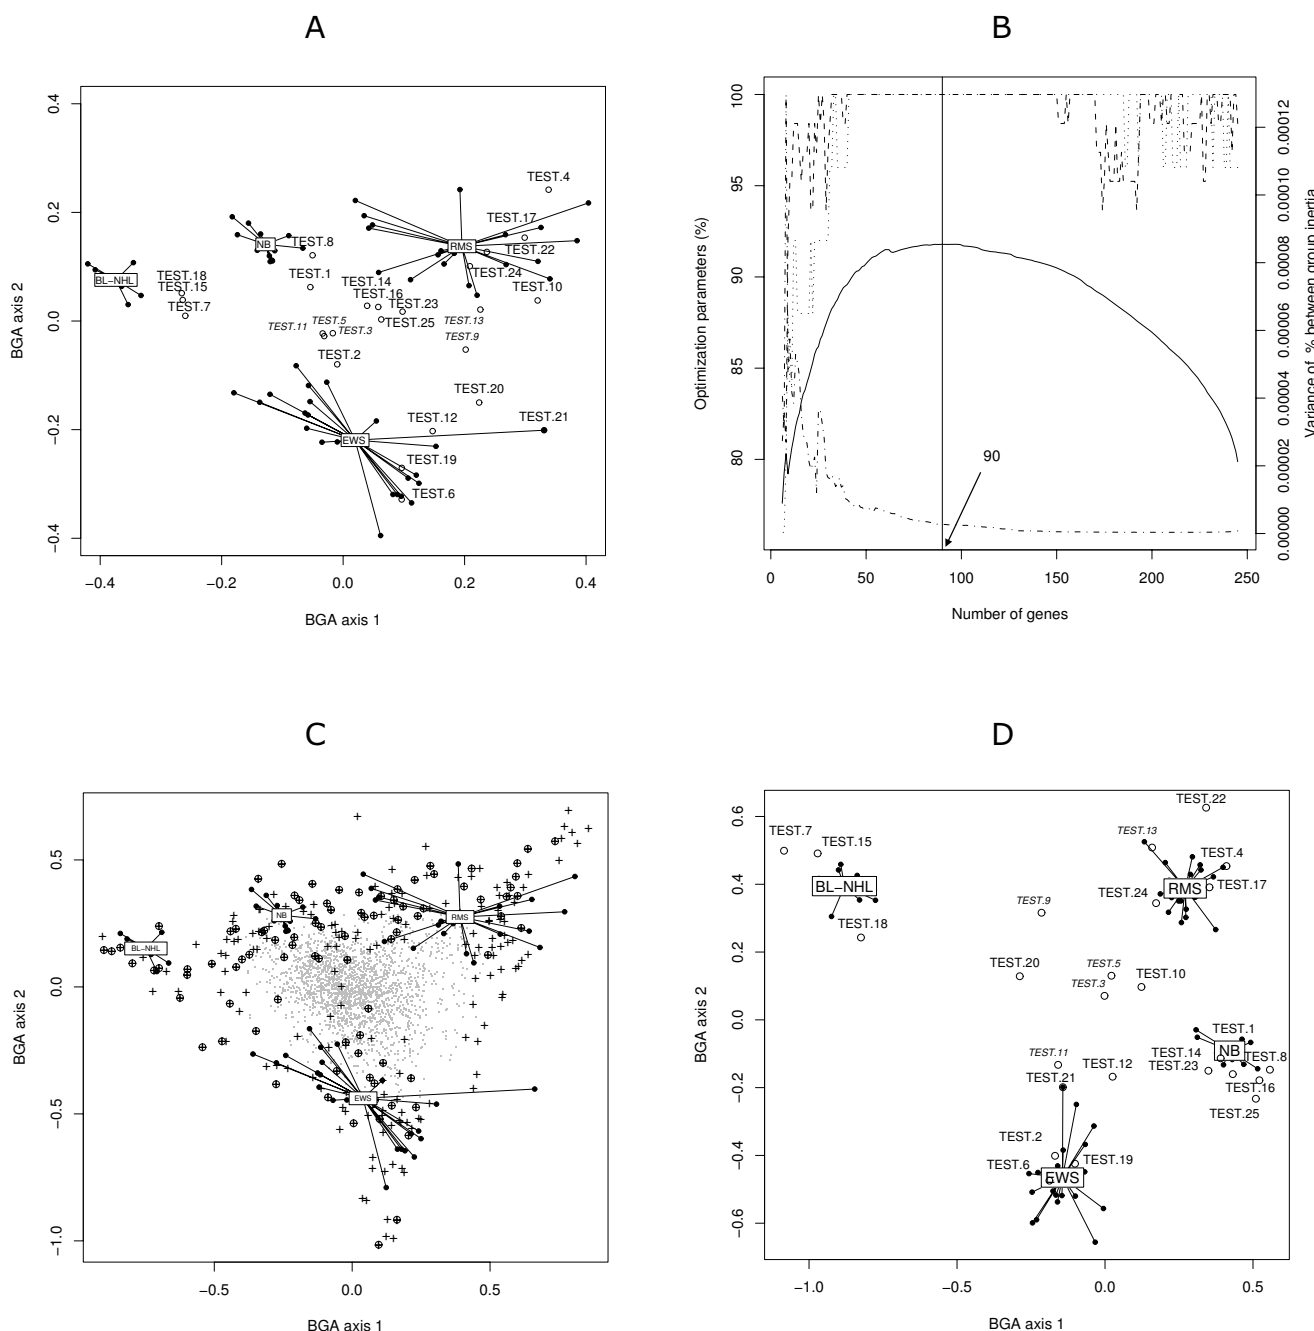 A
B
0.4
0.2
0.0
−0.2
−0.4
BGA axis 2
TEST.4
TEST.17
RMS
TEST.22
NB
TEST.8
TEST.24
TEST.18
TEST.1
TEST.14
BL−NHL
TEST.15
TEST.16
TEST.10
TEST.7
TEST.23
TEST.25
TEST.13
TEST.11
TEST.5
TEST.3
TEST.9
TEST.2
TEST.20
TEST.12
TEST.21
EWS
TEST.19
TEST.6
−0.4
−0.2
0.0
0.2
0.4
BGA axis 1
100
95
90
85
80
Optimization parameters (%)
90
0.00012
0.00010
0.00008
0.00006
0.00004
0.00002
0.00000
Variance of % between group inertia
0
50
100
150
200
250
Number of genes
C
D
0.5
0.0
−0.5
−1.0
BGA axis 2
NB
RMS
BL−NHL
EWS
−0.5
0.0
0.5
BGA axis 1
0.6
0.4
0.2
0.0
−0.2
−0.4
−0.6
BGA axis 2
TEST.22
TEST.7
TEST.15
TEST.13
TEST.4
BL−NHL
RMS
TEST.17
TEST.24
TEST.9
TEST.18
TEST.20
TEST.5
TEST.3
TEST.10
TEST.1
NB
TEST.8
TEST.14
TEST.23
TEST.11
TEST.12
TEST.21
TEST.16
TEST.25
TEST.2
TEST.6
TEST.19
EWS
−1.0
−0.5
0.0
0.5
BGA axis 1